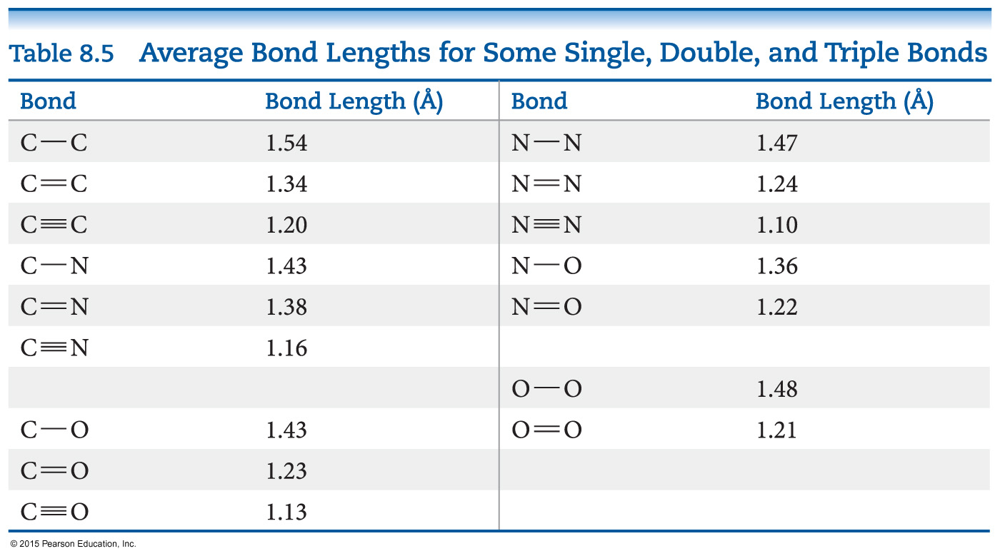 Table 8.5 Average Bond Lengths for Some Single, Double, and Triple Bonds
Bond Bond Length (Å) Bond Bond Length (Å)
C—C 1.54 N—N 1.47
C=C 1.34 N=N 1.24
C≡C 1.20 N≡N 1.10
C—N 1.43 N—O 1.36
C=N 1.38 N=O 1.22
C≡N 1.16
O—O 1.48
C—O 1.43 O=O 1.21
C=O 1.23
C≡O 1.13
© 2015 Pearson Education, Inc.